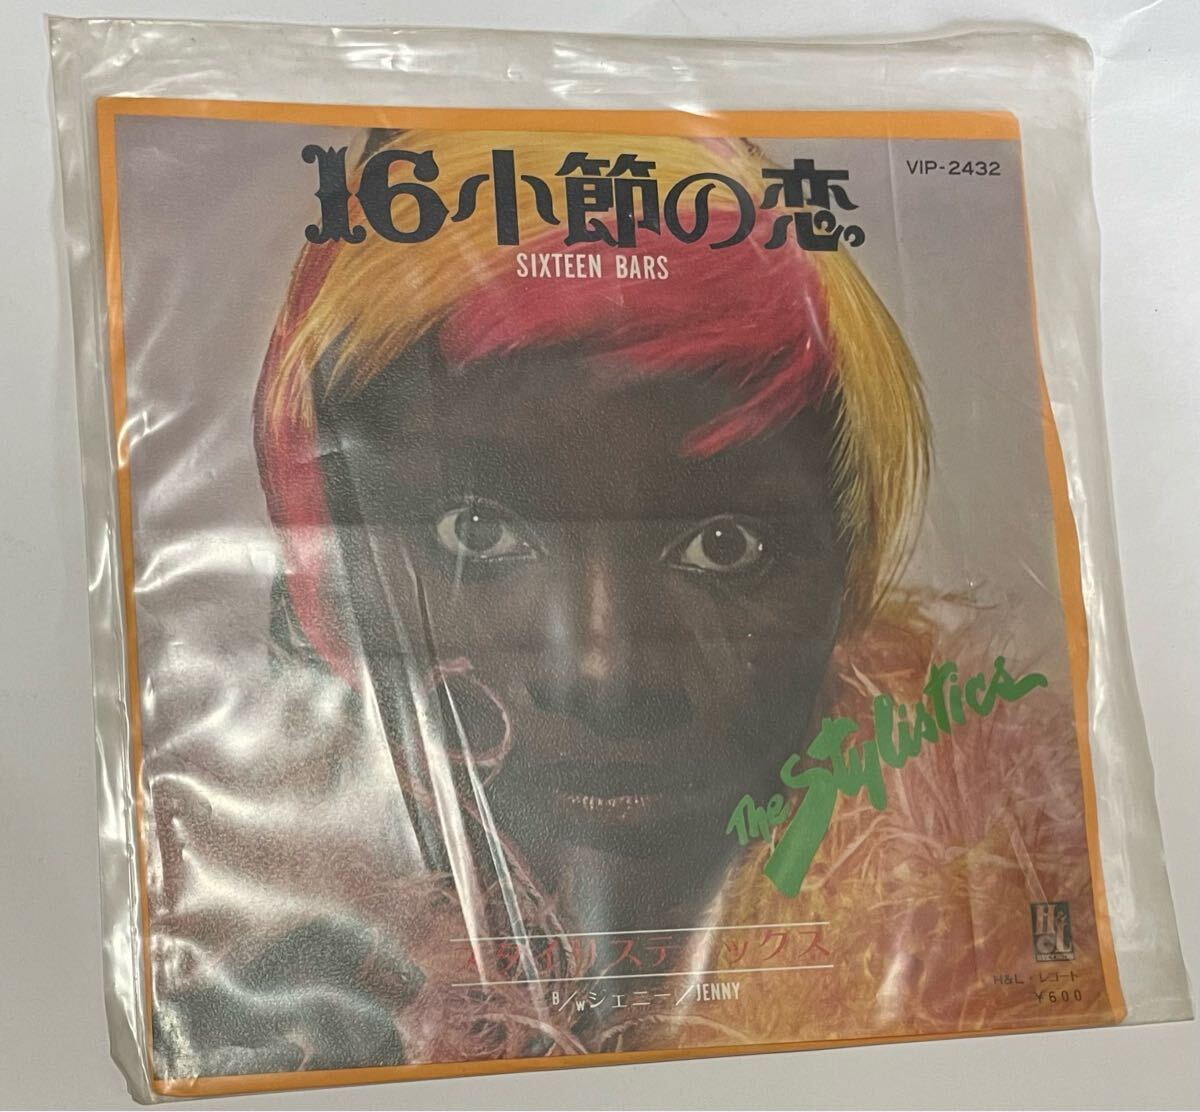 16小節の恋
VIP-2432
SIXTEEN BARS
The Stylistics
スタイリスティックス
B/W ジェニー/JENNY
H&L
H&L・レコード
¥600